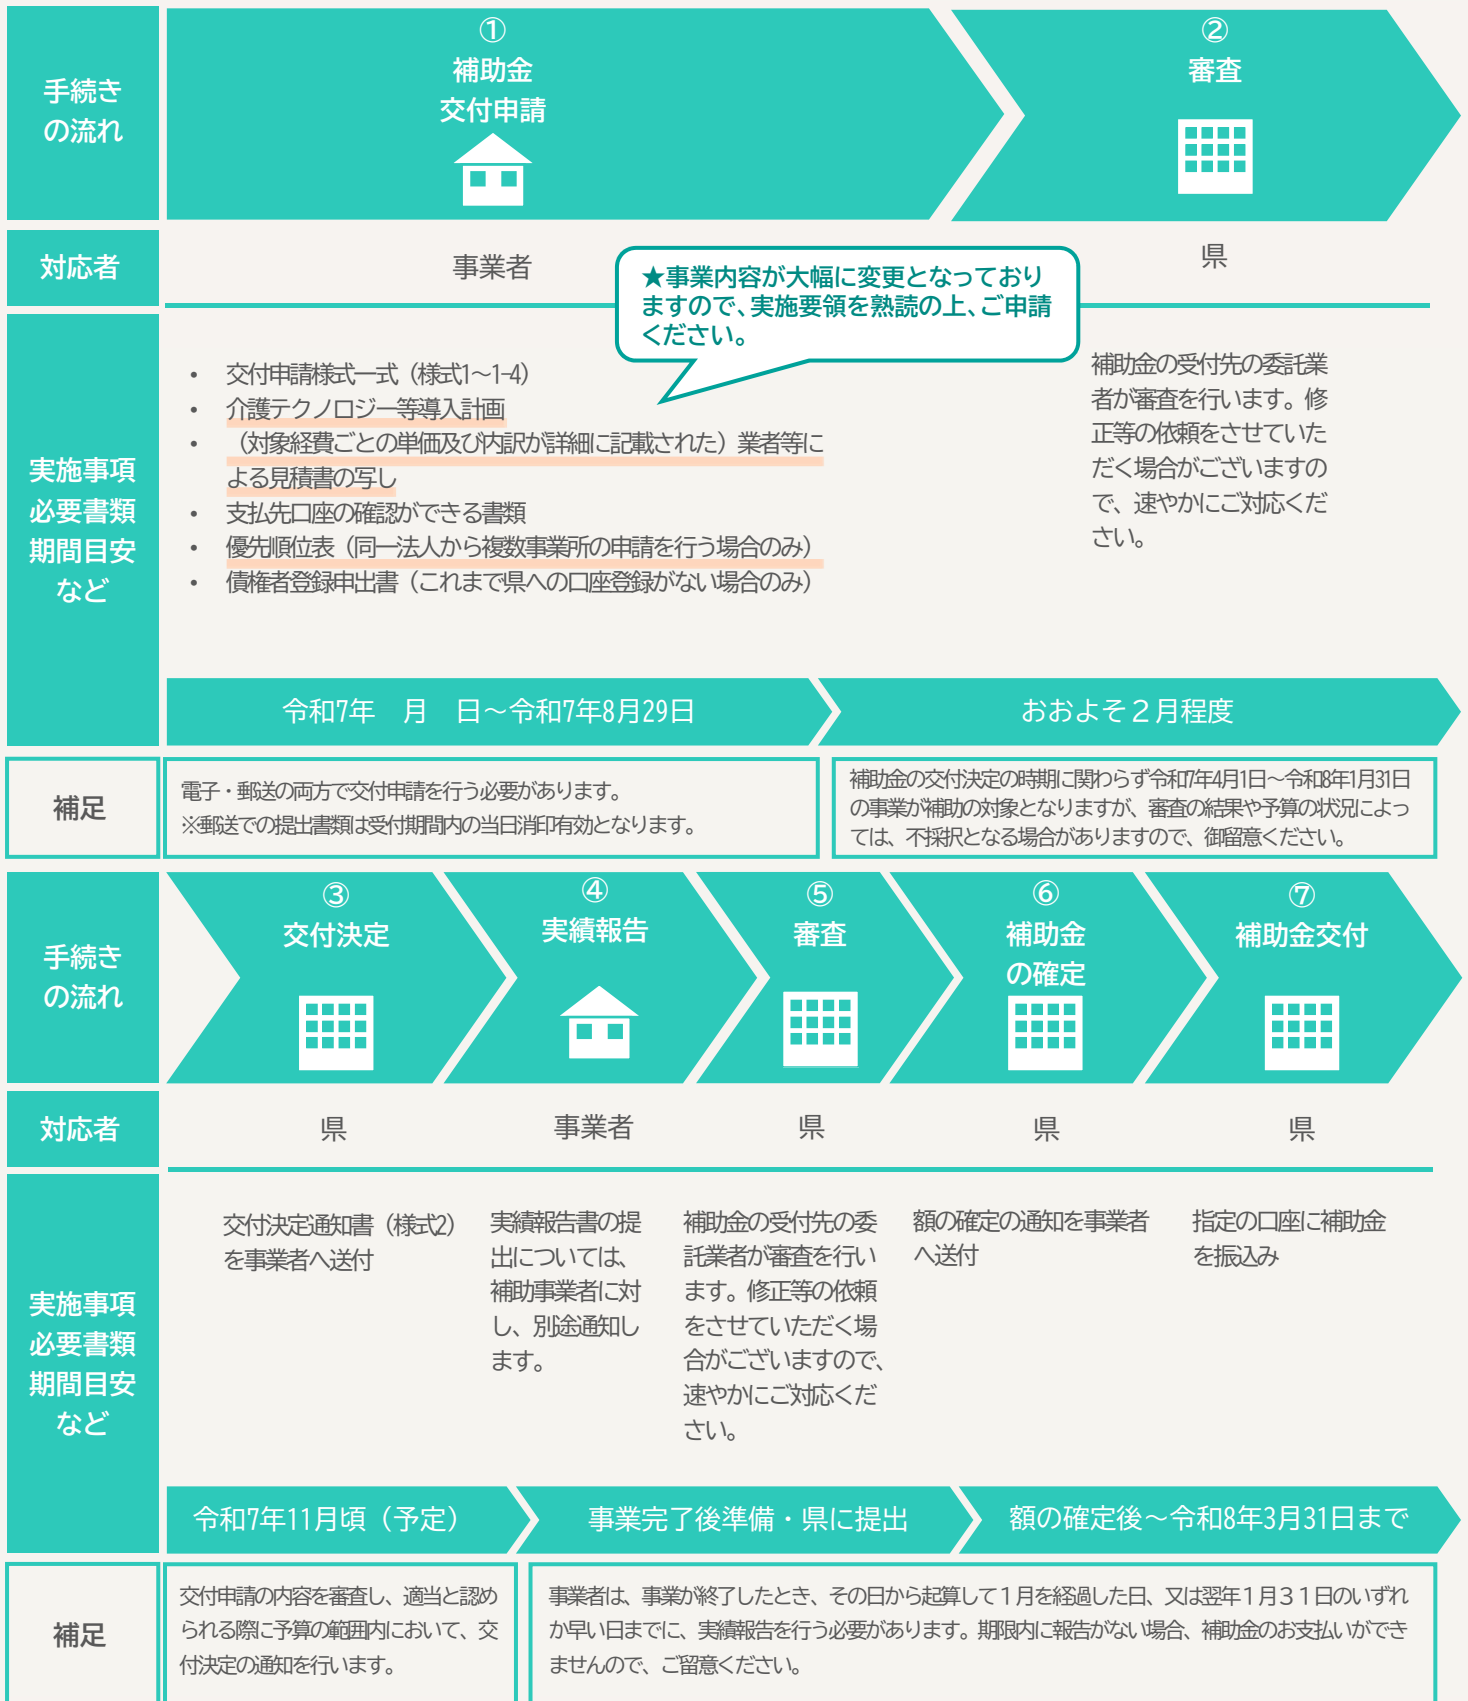 手続き
の流れ
①
補助金
交付申請
②
審査
対応者
事業者
県
★事業内容が大幅に変更となっており
ますので、実施要領を熟読の上、ご申請
ください。
実施事項
必要書類
期間目安
など
• 交付申請様式一式（様式1～1-4）
• 介護テクノロジー等導入計画
• （対象経費ごとの単価及び内訳が詳細に記載された）業者等に
よる見積書の写し
• 支払先口座の確認ができる書類
• 優先順位表（同一法人から複数事業所の申請を行う場合のみ）
• 債権者登録申出書（これまで県への口座登録がない場合のみ）
補助金の受付先の委託業
者が審査を行います。修
正等の依頼をさせていた
だく場合がございますの
で、速やかにご対応くだ
さい。
令和7年　月　日～令和7年8月29日
おおよそ２月程度
補足
電子・郵送の両方で交付申請を行う必要があります。
※郵送での提出書類は受付期間内の当日消印有効となります。
補助金の交付決定の時期に関わらず令和7年4月1日～令和8年1月31日
の事業が補助の対象となりますが、審査の結果や予算の状況によっ
ては、不採択となる場合がありますので、御留意ください。
手続き
の流れ
③
交付決定
④
実績報告
⑤
審査
⑥
補助金
の確定
⑦
補助金交付
対応者
県
事業者
県
県
県
実施事項
必要書類
期間目安
など
交付決定通知書（様式2）
を事業者へ送付
実績報告書の提
出については、
補助事業者に対
し、別途通知し
ます。
補助金の受付先の委
託業者が審査を行い
ます。修正等の依頼
をさせていただく場
合がございますので、
速やかにご対応くだ
さい。
額の確定の通知を事業者
へ送付
指定の口座に補助金
を振込み
令和7年11月頃（予定）
事業完了後準備・県に提出
額の確定後～令和8年3月31日まで
補足
交付申請の内容を審査し、適当と認め
られる際に予算の範囲内において、交
付決定の通知を行います。
事業者は、事業が終了したとき、その日から起算して１月を経過した日、又は翌年１月３１日のいずれ
か早い日までに、実績報告を行う必要があります。期限内に報告がない場合、補助金のお支払いができ
ませんので、ご留意ください。